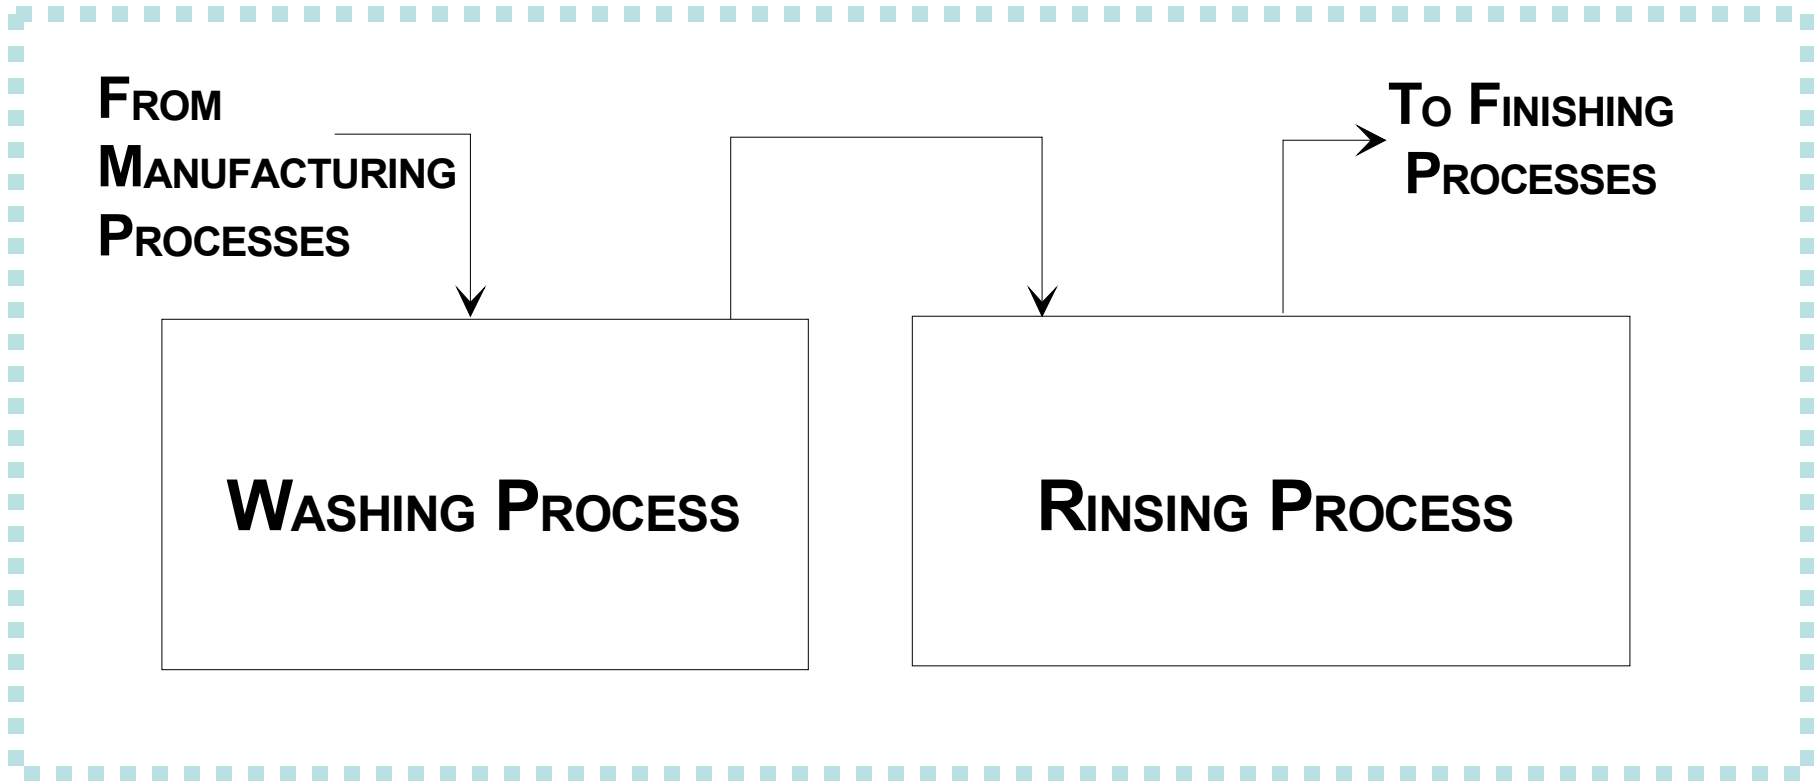 From
Manufacturing
Processes
To Finishing
Processes
Washing Process
Rinsing Process